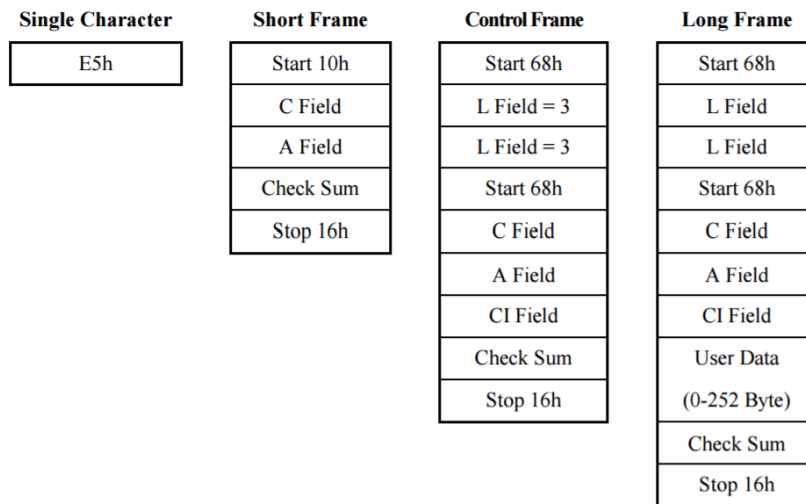 Single Character
E5h
Short Frame
Start 10h
C Field
A Field
Check Sum
Stop 16h
Control Frame
Start 68h
L Field = 3
L Field = 3
Start 68h
C Field
A Field
CI Field
Check Sum
Stop 16h
Long Frame
Start 68h
L Field
L Field
Start 68h
C Field
A Field
CI Field
User Data
(0-252 Byte)
Check Sum
Stop 16h